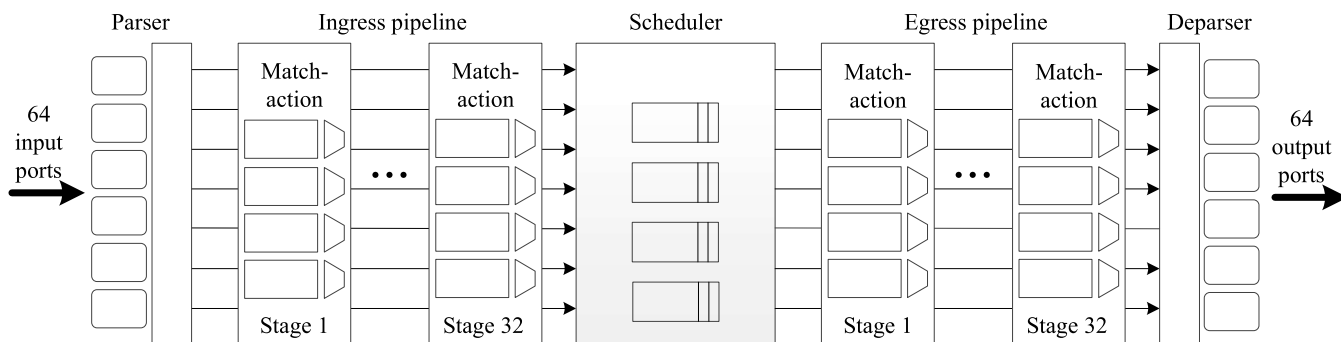 Parser
Ingress pipeline
Scheduler
Egress pipeline
Deparser
64
input
ports
Match-
action
Stage 1
Match-
action
Stage 32
Match-
action
Stage 1
Match-
action
Stage 32
64
output
ports